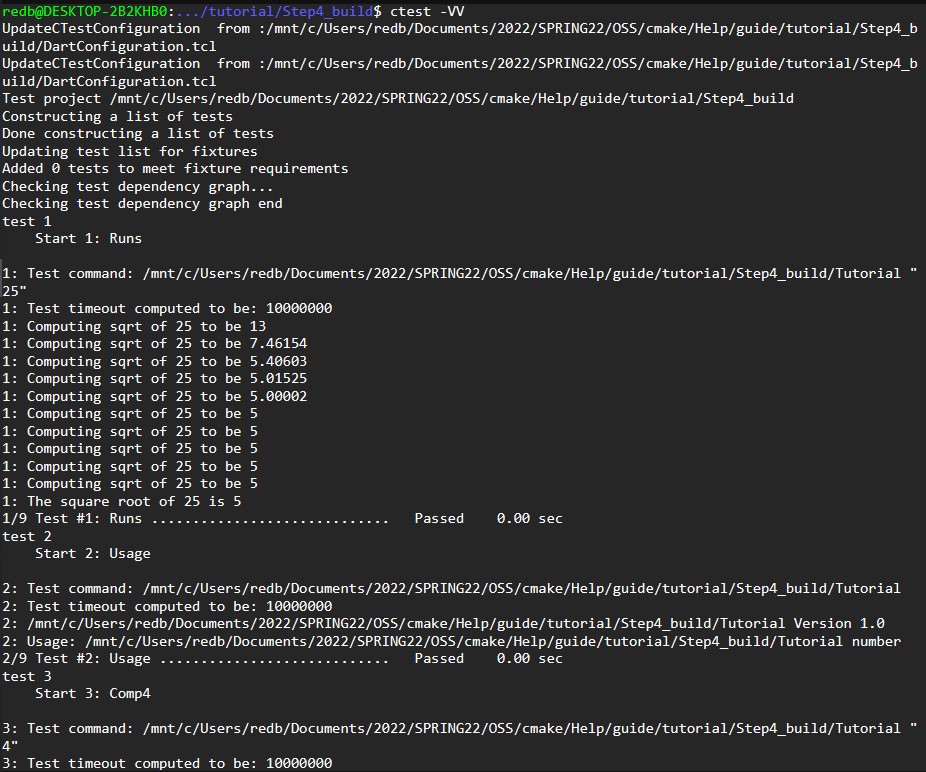 redb@DESKTOP-2B2KHB0:.../tutorial/Step4_build$ ctest -VV
UpdateCTestConfiguration  from :/mnt/c/Users/redb/Documents/2022/SPRING22/OSS/cmake/Help/guide/tutorial/Step4_b
uild/DartConfiguration.tcl
UpdateCTestConfiguration  from :/mnt/c/Users/redb/Documents/2022/SPRING22/OSS/cmake/Help/guide/tutorial/Step4_b
uild/DartConfiguration.tcl
Test project /mnt/c/Users/redb/Documents/2022/SPRING22/OSS/cmake/Help/guide/tutorial/Step4_build
Constructing a list of tests
Done constructing a list of tests
Updating test list for fixtures
Added 0 tests to meet fixture requirements
Checking test dependency graph...
Checking test dependency graph end
test 1
    Start 1: Runs

1: Test command: /mnt/c/Users/redb/Documents/2022/SPRING22/OSS/cmake/Help/guide/tutorial/Step4_build/Tutorial "
25"
1: Test timeout computed to be: 10000000
1: Computing sqrt of 25 to be 13
1: Computing sqrt of 25 to be 7.46154
1: Computing sqrt of 25 to be 5.40603
1: Computing sqrt of 25 to be 5.01525
1: Computing sqrt of 25 to be 5.00002
1: Computing sqrt of 25 to be 5
1: Computing sqrt of 25 to be 5
1: Computing sqrt of 25 to be 5
1: Computing sqrt of 25 to be 5
1: Computing sqrt of 25 to be 5
1: The square root of 25 is 5
1/9 Test #1: Runs .............................   Passed    0.00 sec
test 2
    Start 2: Usage

2: Test command: /mnt/c/Users/redb/Documents/2022/SPRING22/OSS/cmake/Help/guide/tutorial/Step4_build/Tutorial
2: Test timeout computed to be: 10000000
2: /mnt/c/Users/redb/Documents/2022/SPRING22/OSS/cmake/Help/guide/tutorial/Step4_build/Tutorial Version 1.0
2: Usage: /mnt/c/Users/redb/Documents/2022/SPRING22/OSS/cmake/Help/guide/tutorial/Step4_build/Tutorial number
2/9 Test #2: Usage ............................   Passed    0.00 sec
test 3
    Start 3: Comp4

3: Test command: /mnt/c/Users/redb/Documents/2022/SPRING22/OSS/cmake/Help/guide/tutorial/Step4_build/Tutorial "
4"
3: Test timeout computed to be: 10000000